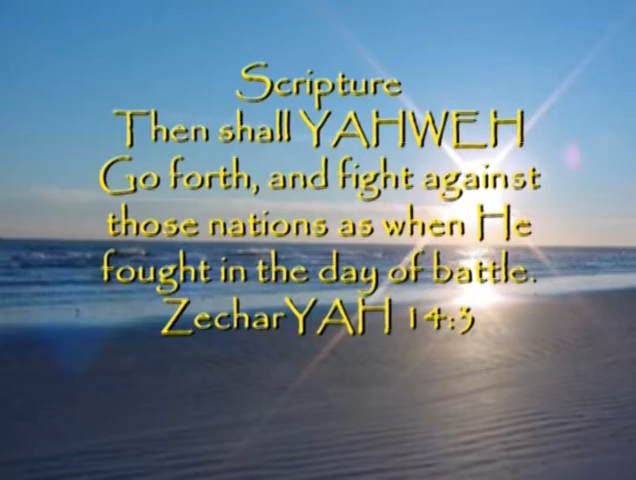 Scripture
Then shall YAHWEH
Go forth, and fight against
those nations as when He
fought in the day of battle.
ZecharYAH 14:3